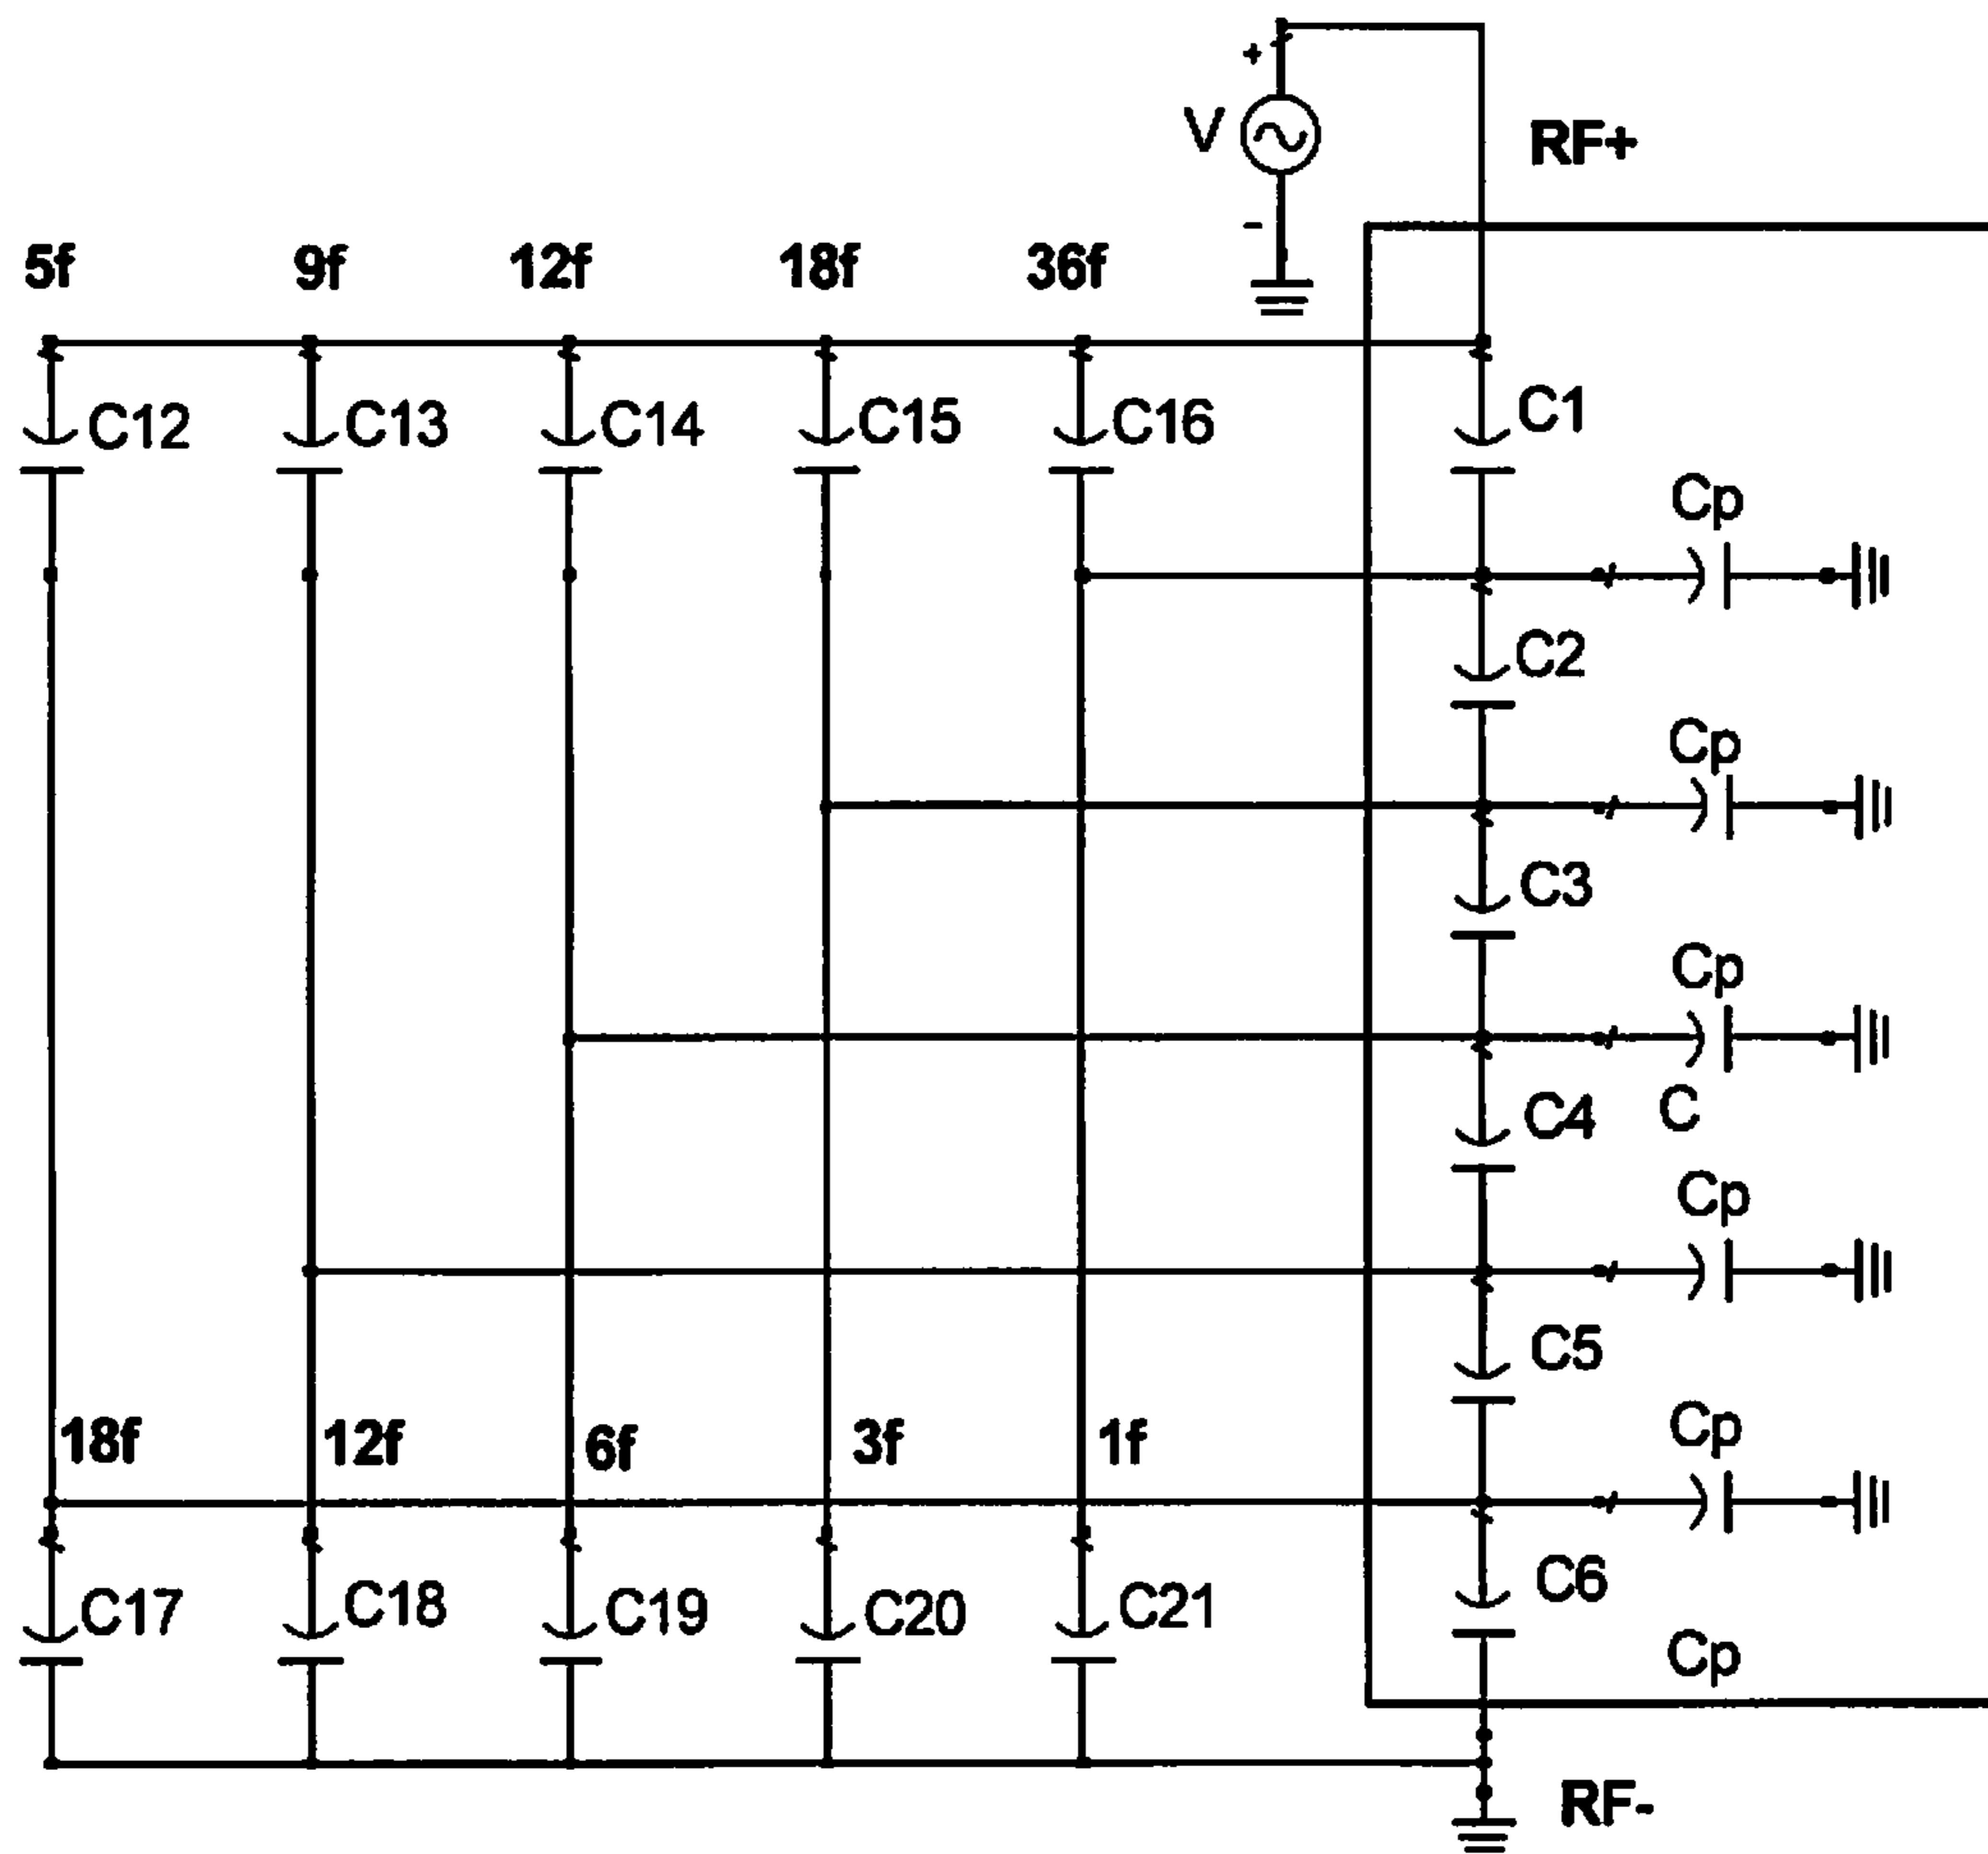 +
V
RF+
-
5f 9f 12f 18f 36f
C12 C13 C14 C15 C16 C1
Cp
C2
Cp
C3
Cp
C4 C
Cp
C5
18f 12f 6f 3f 1f Cp
C17 C18 C19 C20 C21 C6
Cp
RF-